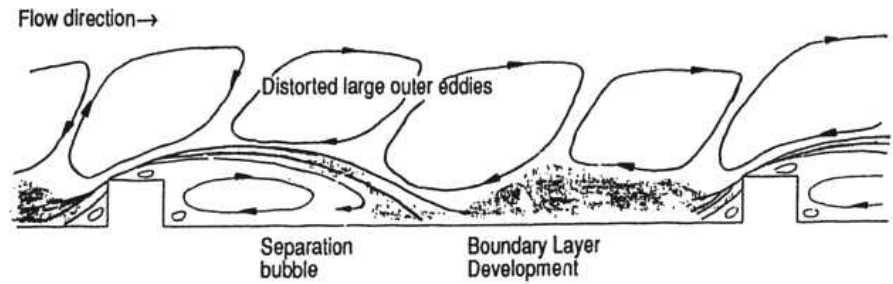 Flow direction→
Distorted large outer eddies
Separation
bubble
Boundary Layer
Development